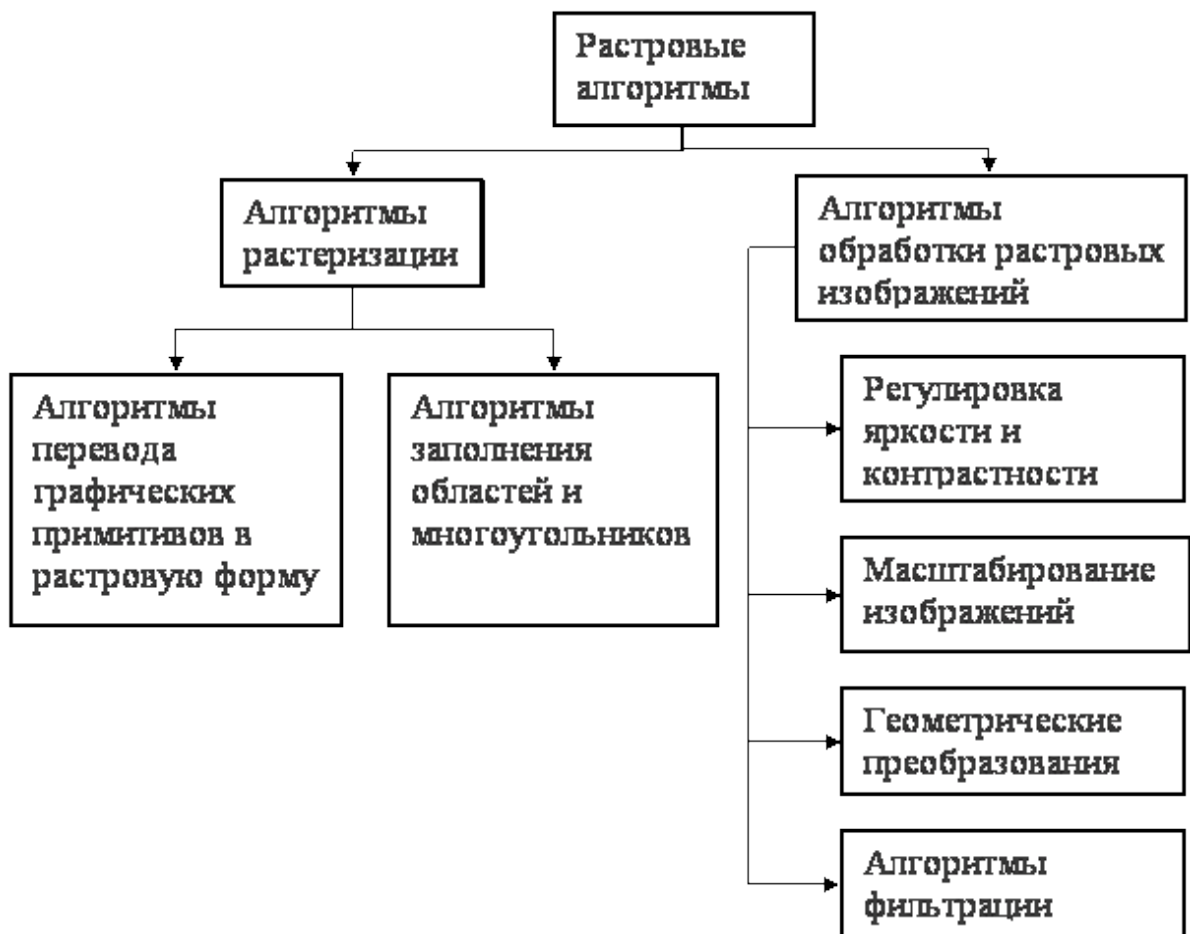 Растровые
алгоритмы
Алгоритмы
растеризации
Алгоритмы
обработки растровых
изображений
Алгоритмы
перевода
графических
примитивов в
растровую форму
Алгоритмы
заполнения
областей и
многоугольников
Регулировка
яркости и
контрастности
Масштабирование
изображений
Геометрические
преобразования
Алгоритмы
фильтрации